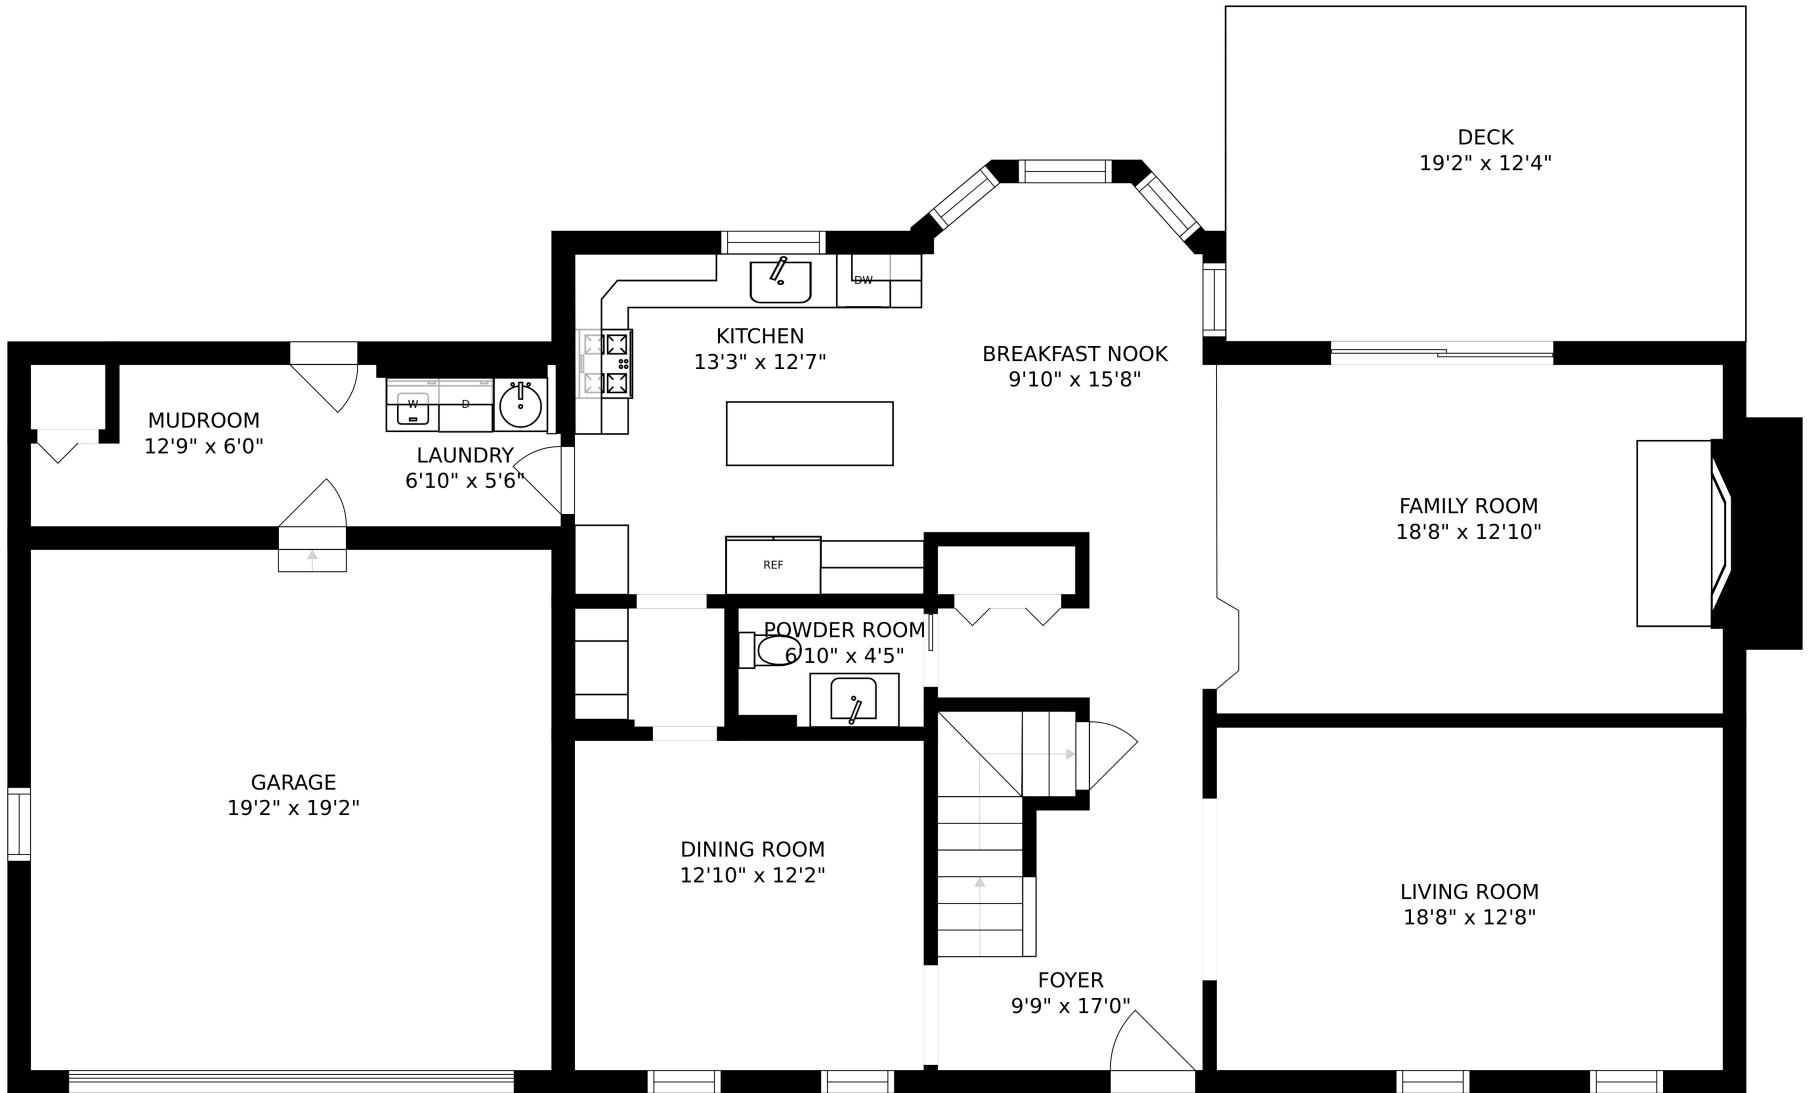 DECK
19'2" x 12'4"
KITCHEN
13'3" x 12'7"
DW
BREAKFAST NOOK
9'10" x 15'8"
MUDROOM
12'9" x 6'0"
W
D
LAUNDRY
6'10" x 5'6"
FAMILY ROOM
18'8" x 12'10"
REF
POWDER ROOM
6'10" x 4'5"
GARAGE
19'2" x 19'2"
DINING ROOM
12'10" x 12'2"
LIVING ROOM
18'8" x 12'8"
FOYER
9'9" x 17'0"